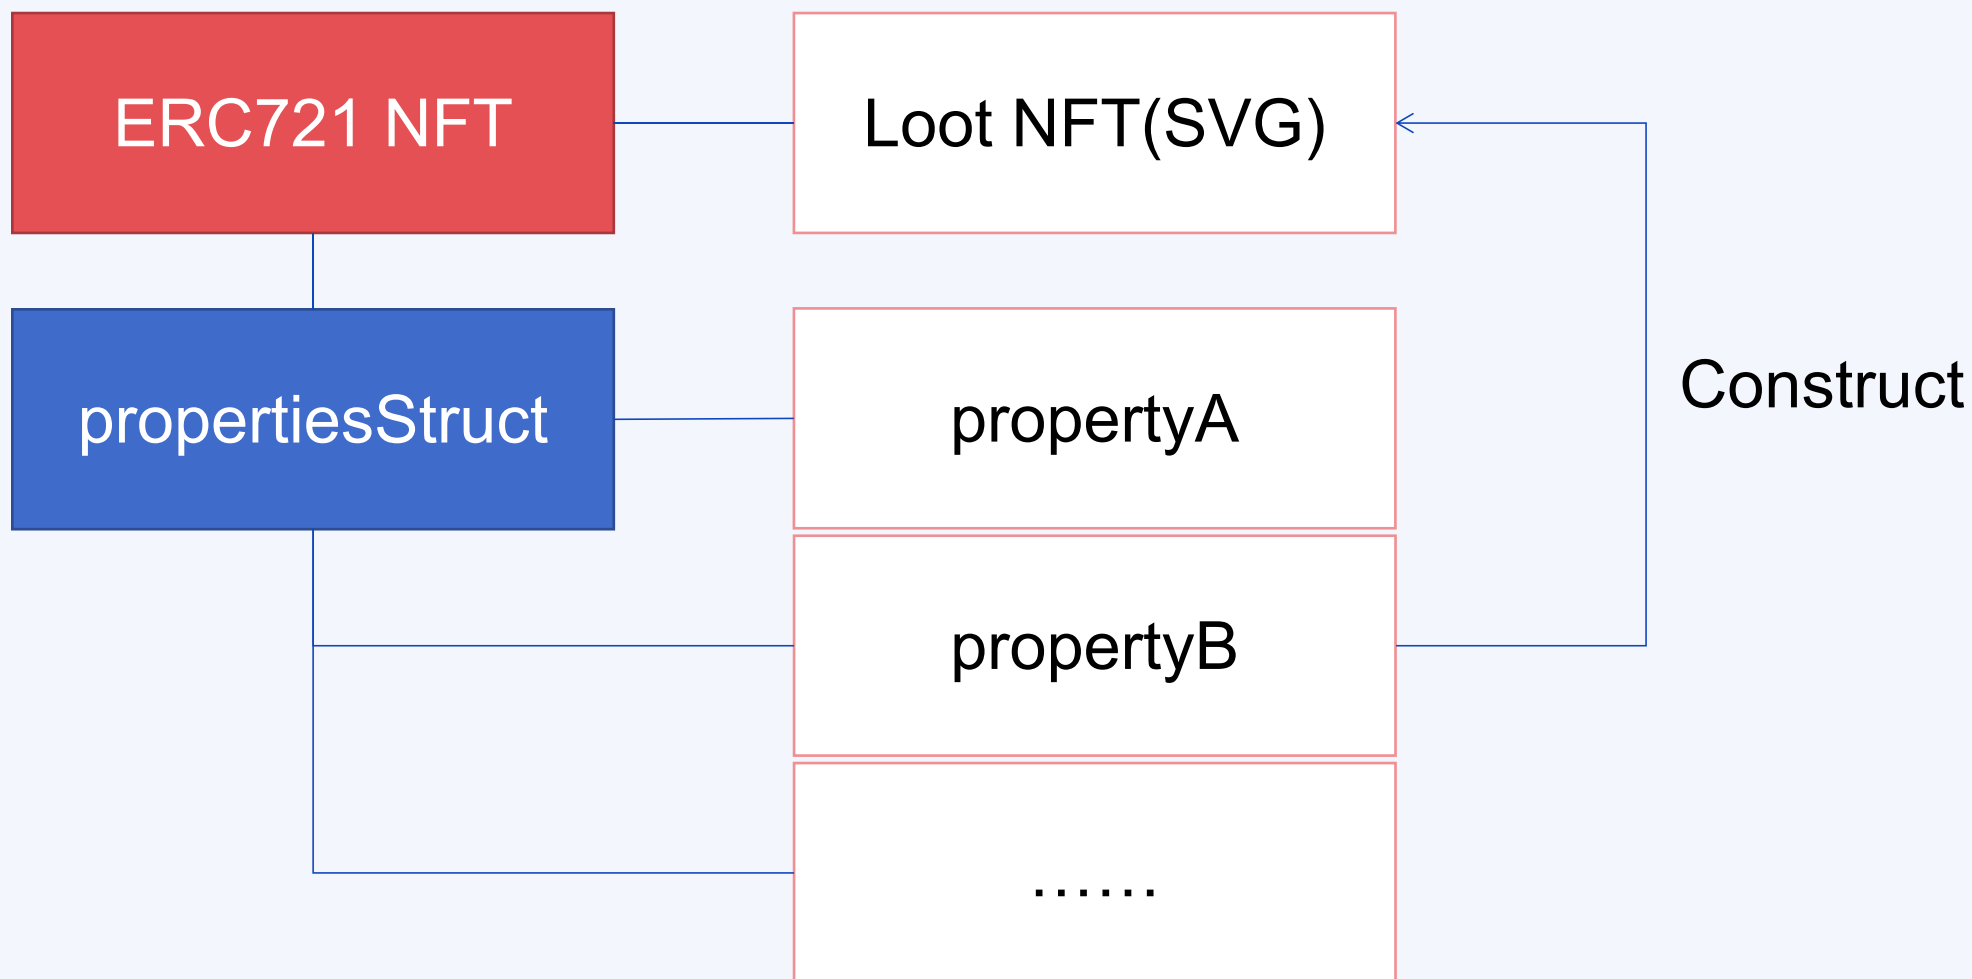 ERC721 NFT
Loot NFT(SVG)
propertiesStruct
propertyA
Construct
propertyB
......